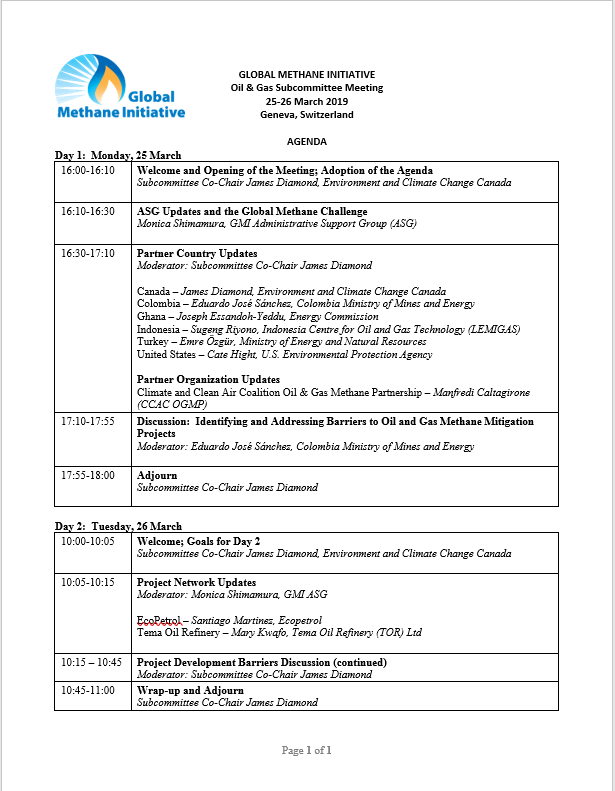 Global
Methane Initiative
GLOBAL METHANE INITIATIVE
Oil & Gas Subcommittee Meeting
25-26 March 2019
Geneva, Switzerland
AGENDA
Day 1: Monday, 25 March
16:00-16:10 Welcome and Opening of the Meeting; Adoption of the Agenda
Subcommittee Co-Chair James Diamond, Environment and Climate Change Canada
16:10-16:30 ASG Updates and the Global Methane Challenge
Monica Shimamura, GMI Administrative Support Group (ASG)
16:30-17:10 Partner Country Updates
Moderator: Subcommittee Co-Chair James Diamond
Canada – James Diamond, Environment and Climate Change Canada
Colombia – Eduardo José Sánchez, Colombia Ministry of Mines and Energy
Ghana – Joseph Essandoh-Yeddu, Energy Commission
Indonesia – Sugeng Riyono, Indonesia Centre for Oil and Gas Technology (LEMIGAS)
Turkey – Emre Özgür, Ministry of Energy and Natural Resources
United States – Cate Hight, U.S. Environmental Protection Agency
Partner Organization Updates
Climate and Clean Air Coalition Oil & Gas Methane Partnership – Manfredi Caltagirone
(CCAC OGMP)
17:10-17:55 Discussion: Identifying and Addressing Barriers to Oil and Gas Methane Mitigation
Projects
Moderator: Eduardo José Sánchez, Colombia Ministry of Mines and Energy
17:55-18:00 Adjourn
Subcommittee Co-Chair James Diamond
Day 2: Tuesday, 26 March
10:00-10:05 Welcome; Goals for Day 2
Subcommittee Co-Chair James Diamond, Environment and Climate Change Canada
10:05-10:15 Project Network Updates
Moderator: Monica Shimamura, GMI ASG
EcoPetrol – Santiago Martinez, Ecopetrol
Tema Oil Refinery – Mary Kwafo, Tema Oil Refinery (TOR) Ltd
10:15 – 10:45 Project Development Barriers Discussion (continued)
Moderator: Subcommittee Co-Chair James Diamond
10:45-11:00 Wrap-up and Adjourn
Subcommittee Co-Chair James Diamond
Page 1 of 1